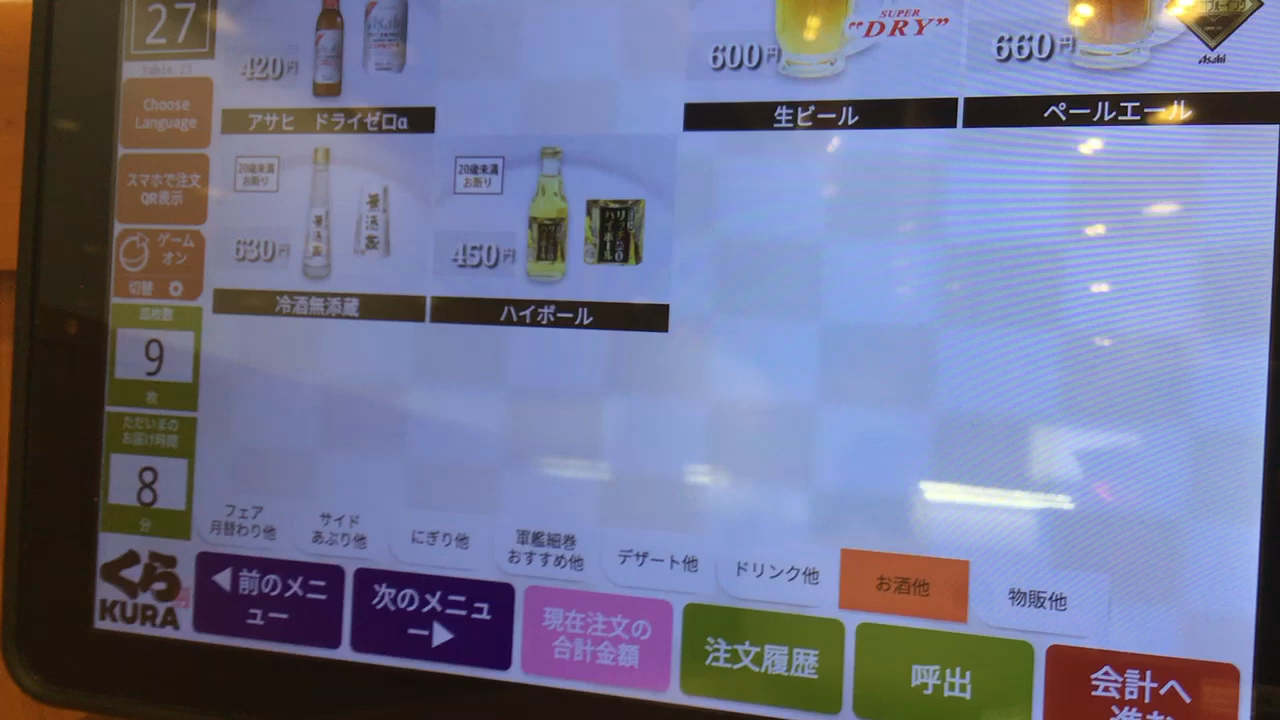 27
table 27
Choose
Language
スマホで注文
QR表示
ゲーム
オン
切替
皿枚数
9
枚
ただいまの
お届け時間
8
分
くら
KURA
420円
アサヒ ドライゼロα
600円
SUPER
"DRY"
生ビール
660円
Asahi
ペールエール
20歳未満
お断り
630円
冷酒無添蔵
20歳未満
お断り
450円
ハイボール
フェア
月替わり他
サイド
あぶり他
にぎり他
軍艦細巻
おすすめ他
デザート他
ドリンク他
お酒他
物販他
◀前のメニ
ュー
次のメニュ
ー▶
現在注文の
合計金額
注文履歴
呼出
会計へ
進む